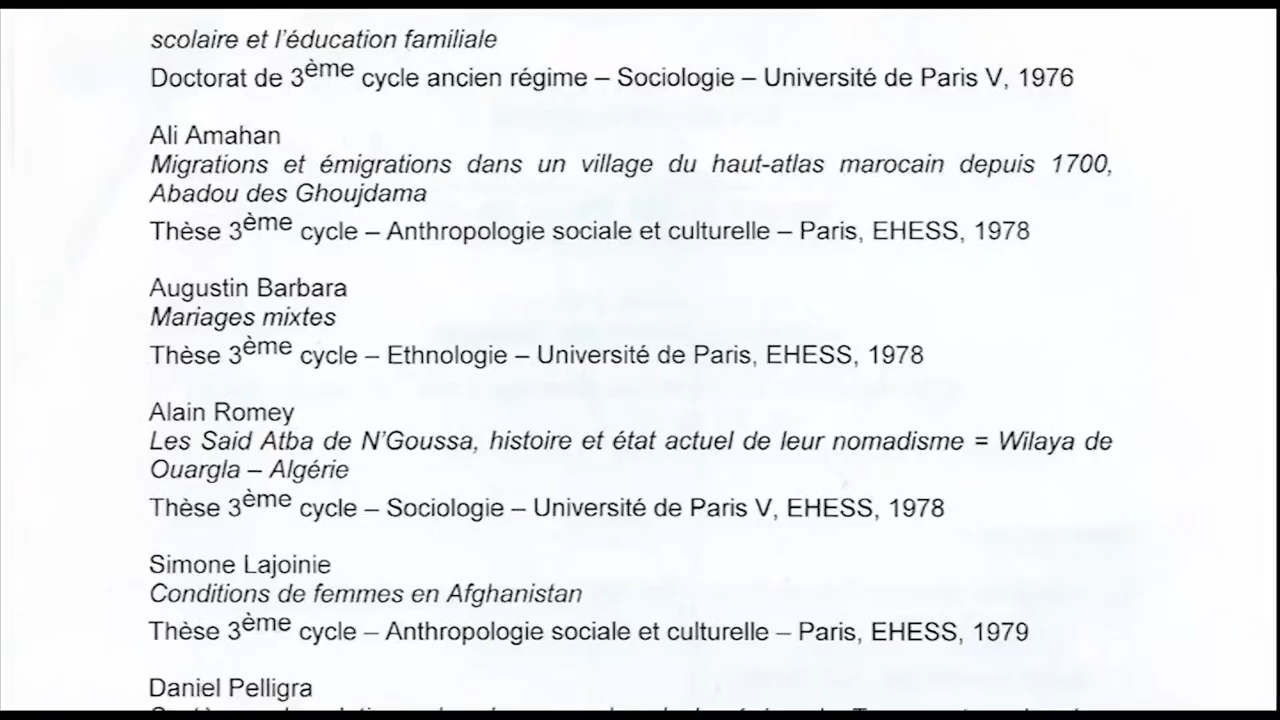 scolaire et l'éducation familiale
Doctorat de 3ème cycle ancien régime – Sociologie – Université de Paris V, 1976
Ali Amahan
Migrations et émigrations dans un village du haut-atlas marocain depuis 1700,
Abadou des Ghoujdama
Thèse 3ème cycle – Anthropologie sociale et culturelle – Paris, EHESS, 1978
Augustin Barbara
Mariages mixtes
Thèse 3ème cycle – Ethnologie – Université de Paris, EHESS, 1978
Alain Romey
Les Said Atba de N'Goussa, histoire et état actuel de leur nomadisme = Wilaya de
Ouargla – Algérie
Thèse 3ème cycle – Sociologie – Université de Paris V, EHESS, 1978
Simone Lajoinie
Conditions de femmes en Afghanistan
Thèse 3ème cycle – Anthropologie sociale et culturelle – Paris, EHESS, 1979
Daniel Pelligra